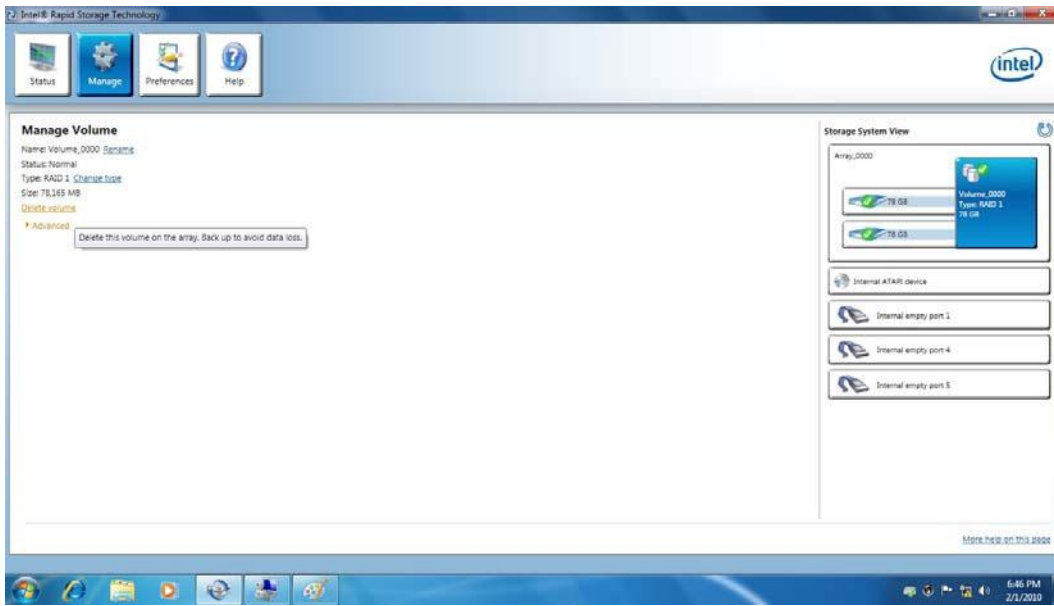 Intel® Rapid Storage Technology
Status
Manage
Preferences
Help
intel
Manage Volume
Name: Volume_0000 Rename
Status: Normal
Type: RAID 1 Change type
Size: 78,165 MB
Delete volume
Advanced
Delete this volume on the array. Back up to avoid data loss.
Storage System View
Array_0000
78 GB
78 GB
Volume_0000
Type: RAID 1
78 GB
Internal ATAPI device
Internal empty port 1
Internal empty port 4
Internal empty port 5
More help on this page
6:46 PM
2/1/2010